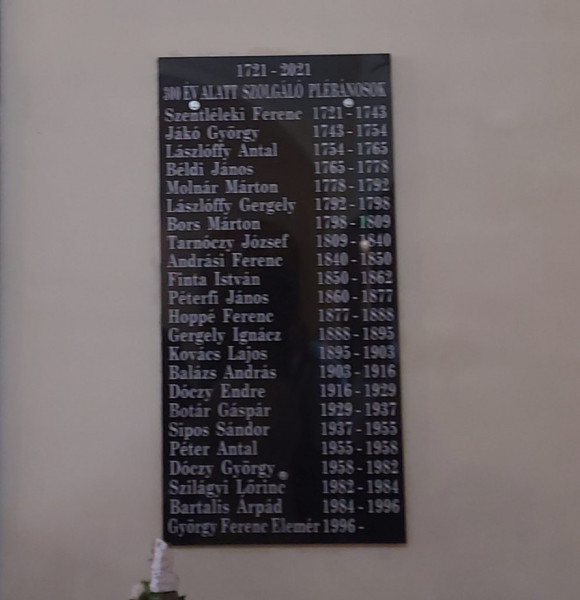 1721 - 2021
300 ÉV ALATT SZOLGÁLÓ PLÉBÁNOSOK
Szentléleki Ferenc 1721 - 1743
Jákó György 1743 - 1754
Lászlóffy Antal 1754 - 1765
Béldi János 1765 - 1778
Molnár Márton 1778 - 1792
Lászlóffy Gergely 1792 - 1798
Bors Márton 1798 - 1809
Tarnóczy József 1809 - 1840
Andrási Ferenc 1840 - 1850
Finta István 1850 - 1862
Péterfi János 1860 - 1877
Hoppé Ferenc 1877 - 1888
Gergely Ignácz 1888 - 1895
Kovács Lajos 1895 - 1903
Balázs András 1903 - 1916
Dóczy Endre 1916 - 1929
Botár Gáspár 1929 - 1937
Sipos Sándor 1937 - 1955
Péter Antal 1955 - 1958
Dóczy György 1958 - 1982
Szilágyi Lőrinc 1982 - 1984
Bartalis Árpád 1984 - 1996
György Ferenc Elemér 1996 -